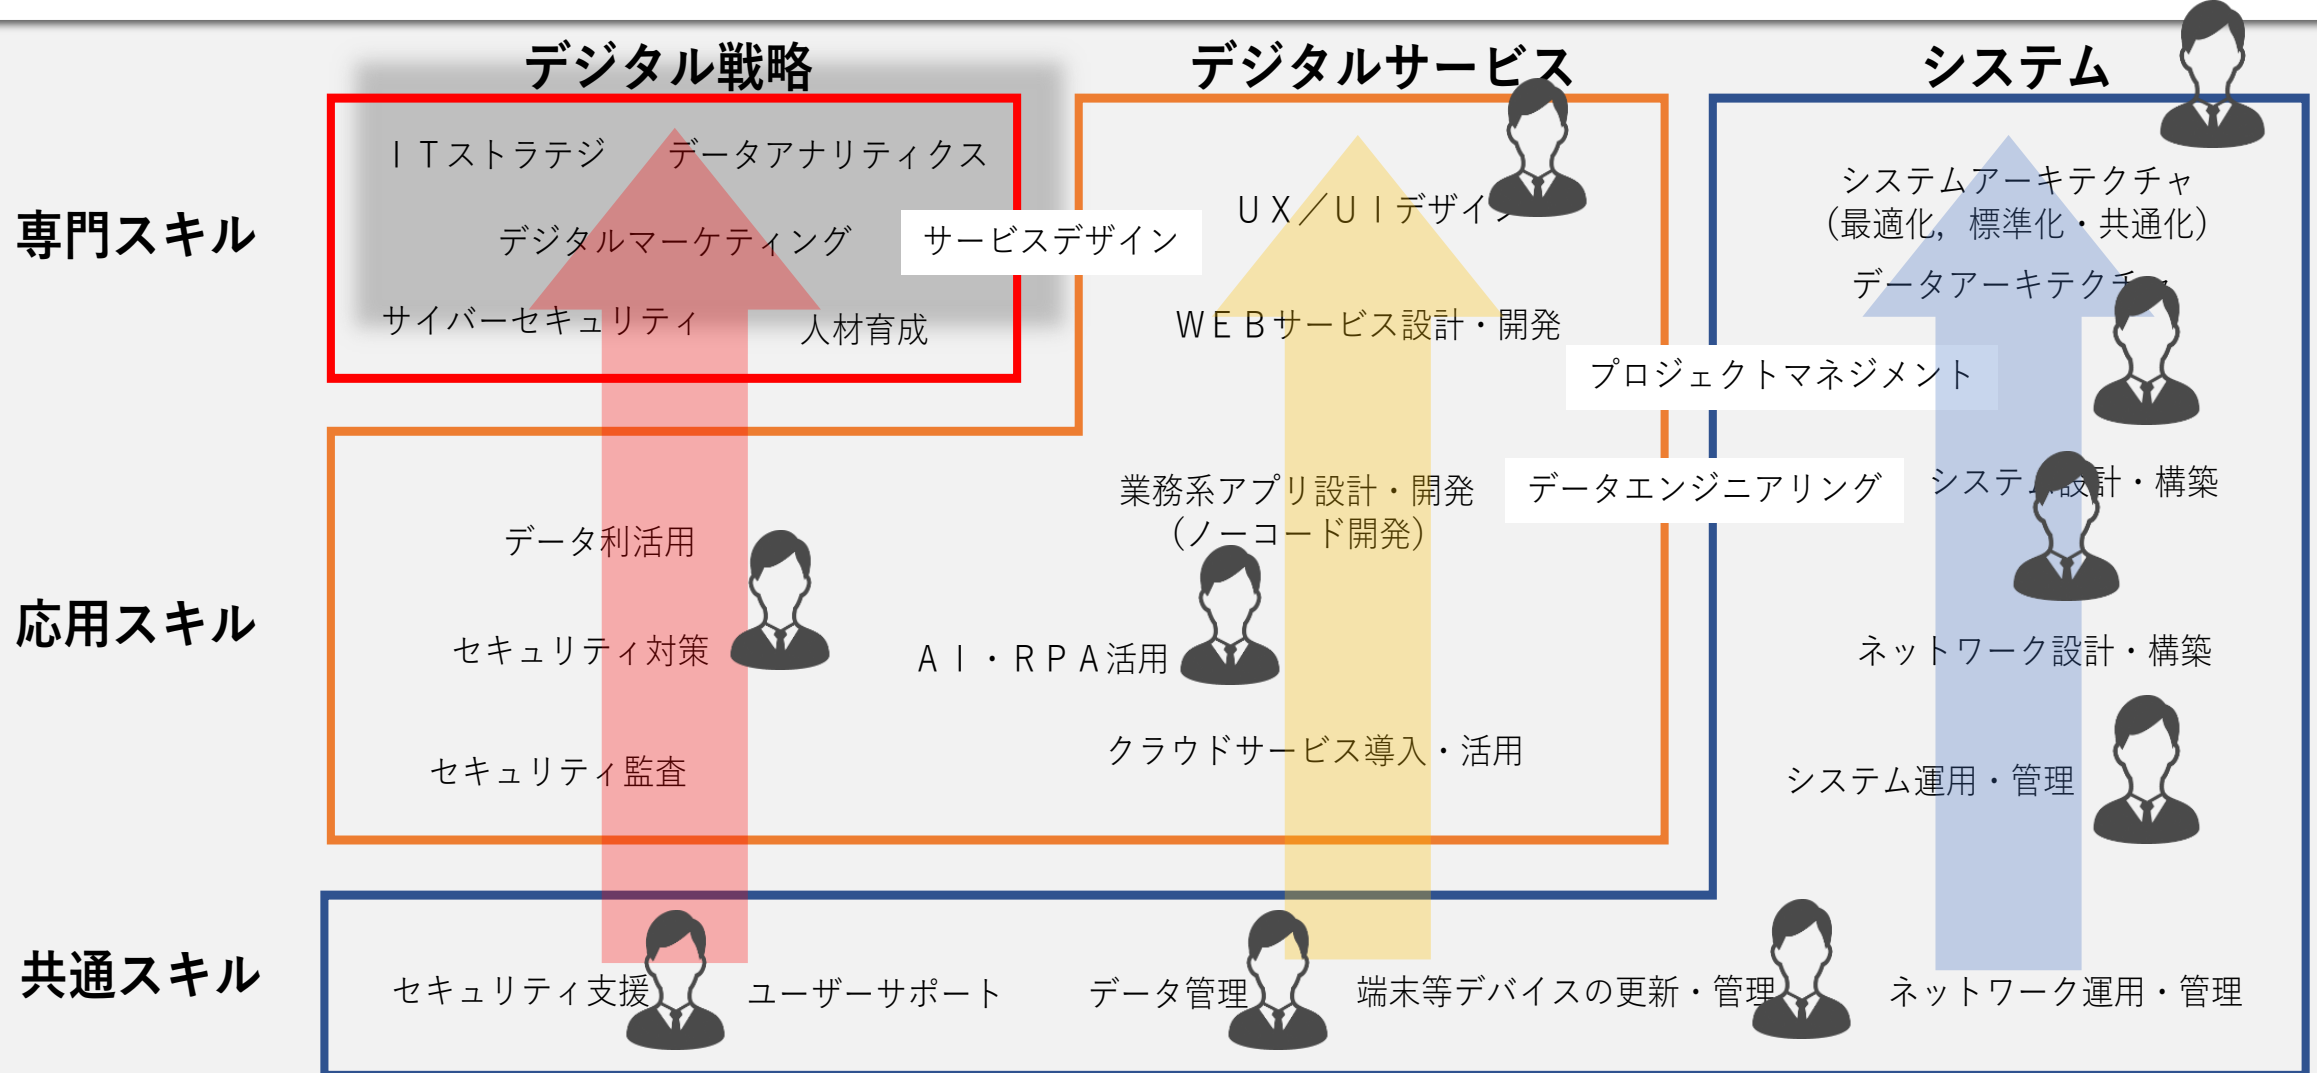 デジタル戦略
デジタルサービス
システム
専門スキル
ＩＴストラテジ
データアナリティクス
デジタルマーケティング
サービスデザイン
サイバーセキュリティ
人材育成
ＵＸ／ＵＩデザイン
ＷＥＢサービス設計・開発
システムアーキテクチャ
（最適化，標準化・共通化）
データアーキテクチャ
プロジェクトマネジメント
応用スキル
データ利活用
セキュリティ対策
セキュリティ監査
業務系アプリ設計・開発
（ノーコード開発）
データエンジニアリング
ＡＩ・ＲＰＡ活用
クラウドサービス導入・活用
システム設計・構築
ネットワーク設計・構築
システム運用・管理
共通スキル
セキュリティ支援
ユーザーサポート
データ管理
端末等デバイスの更新・管理
ネットワーク運用・管理